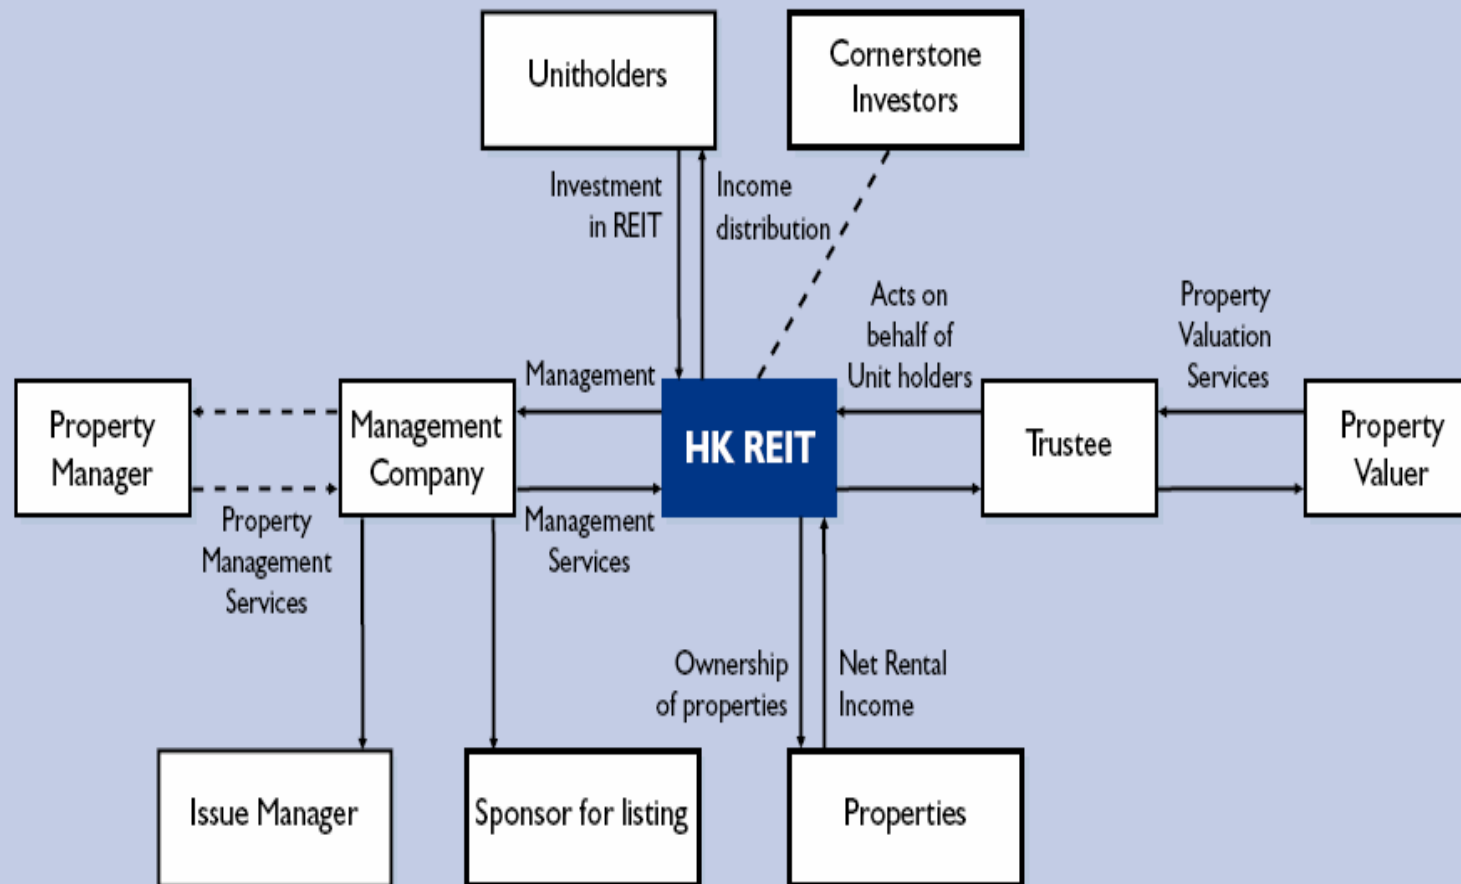 Unitholders
Cornerstone
Investors
Investment
in REIT
Income
distribution
Acts on
behalf of
Unit holders
Property
Valuation
Services
Management
Property
Manager
Management
Company
HK REIT
Trustee
Property
Valuer
Property
Management
Services
Management
Services
Ownership
of properties
Net Rental
Income
Issue Manager
Sponsor for listing
Properties